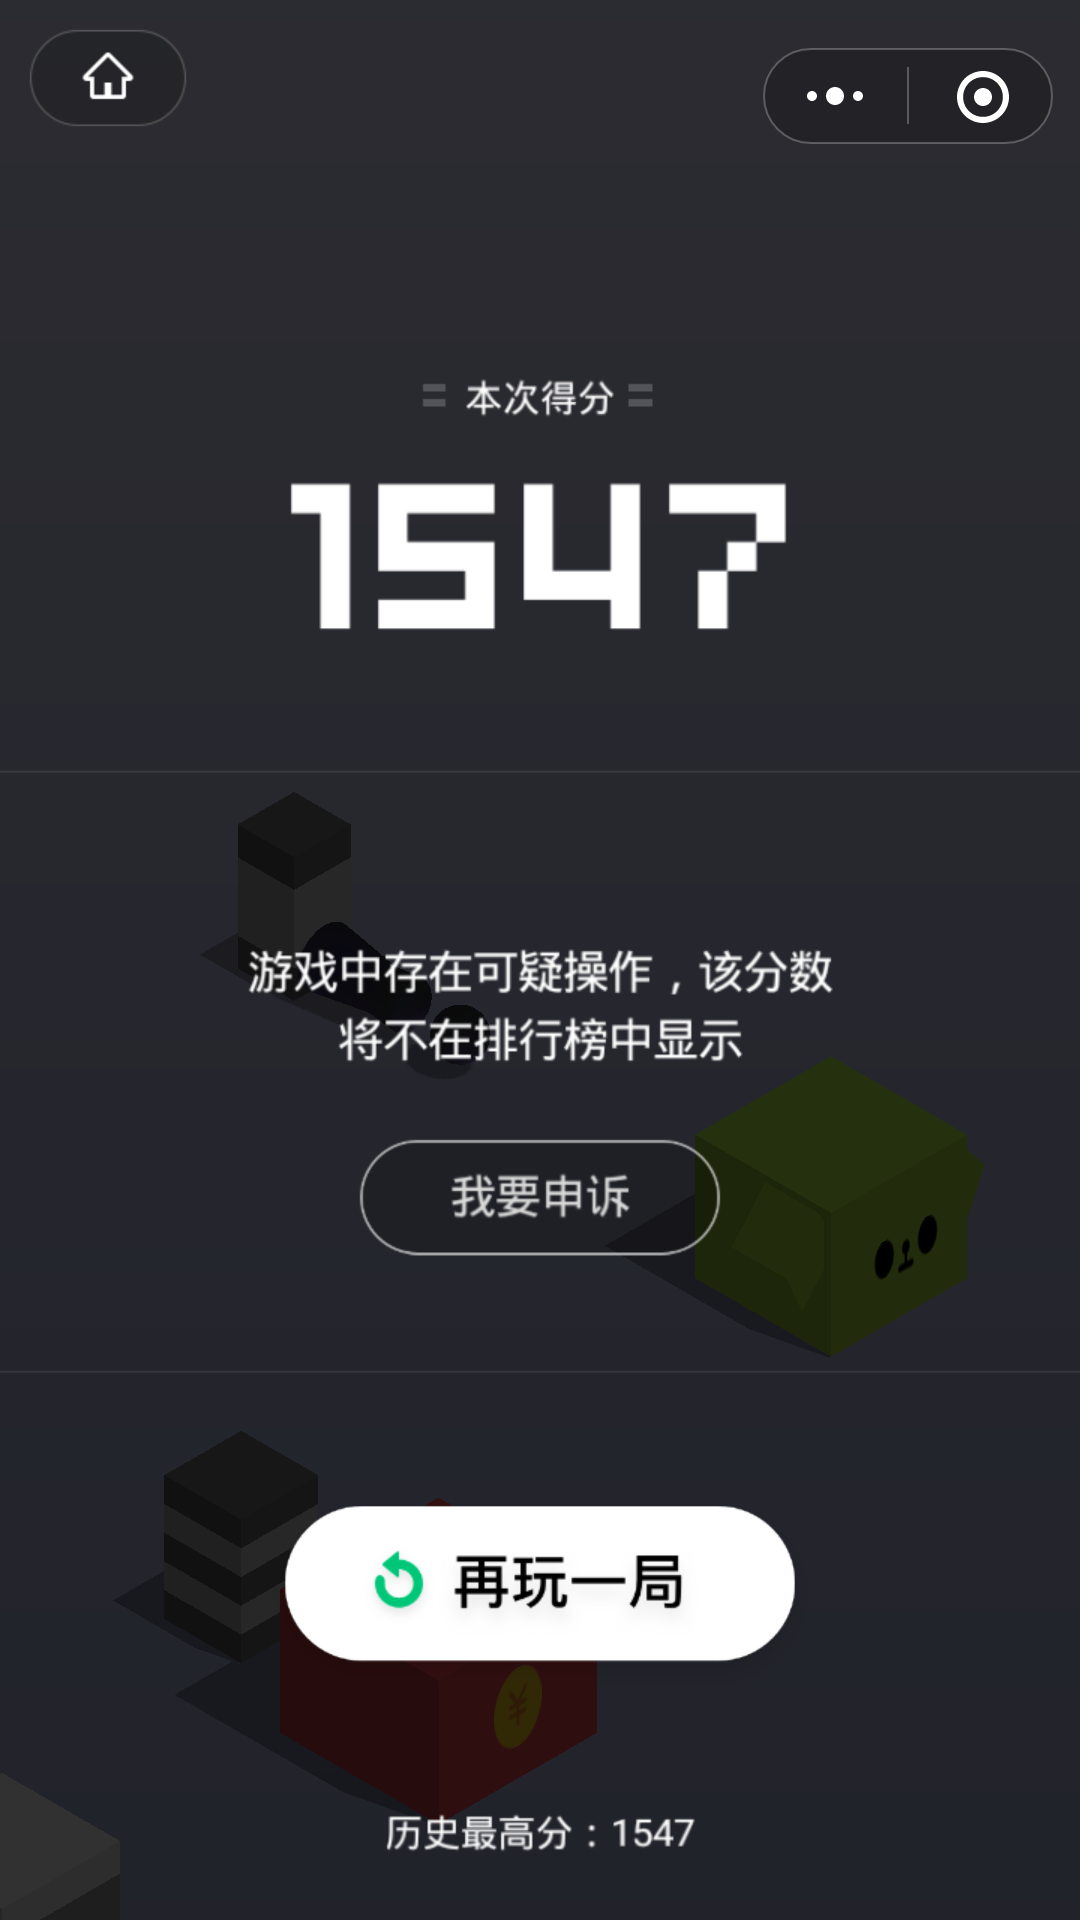 本次得分
1547
游戏中存在可疑操作，该分数
将不在排行榜中显示
我要申诉
再玩一局
¥
历史最高分：1547